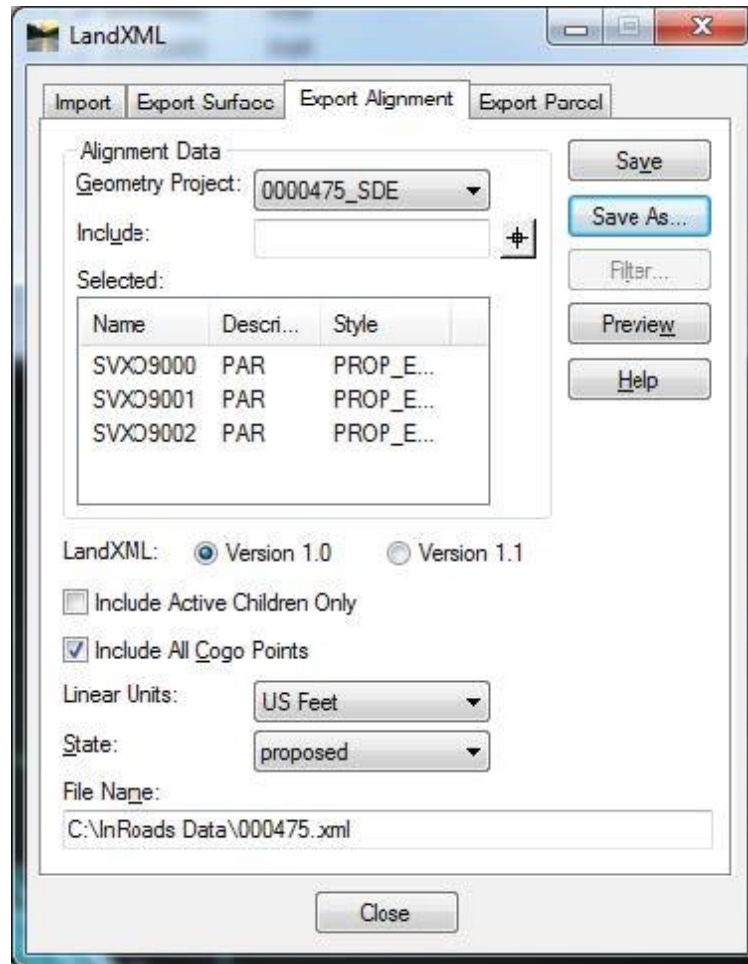 LandXML
Import Export Surface Export Alignment Export Parcel
Alignment Data
Geometry Project: 0000475_SDE
Include:
Selected:
Name Descri... Style
SVXO9000 PAR PROP_E...
SVXO9001 PAR PROP_E...
SVXO9002 PAR PROP_E...
Save
Save As...
Filter...
Preview
Help
LandXML: Version 1.0 Version 1.1
Include Active Children Only
Include All Cogo Points
Linear Units: US Feet
State: proposed
File Name:
C:\InRoads Data\000475..xml
Close